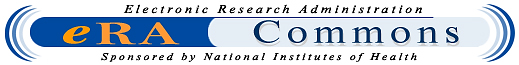 Electronic Research Administration
eRA Commons
Sponsored by National Institutes of Health